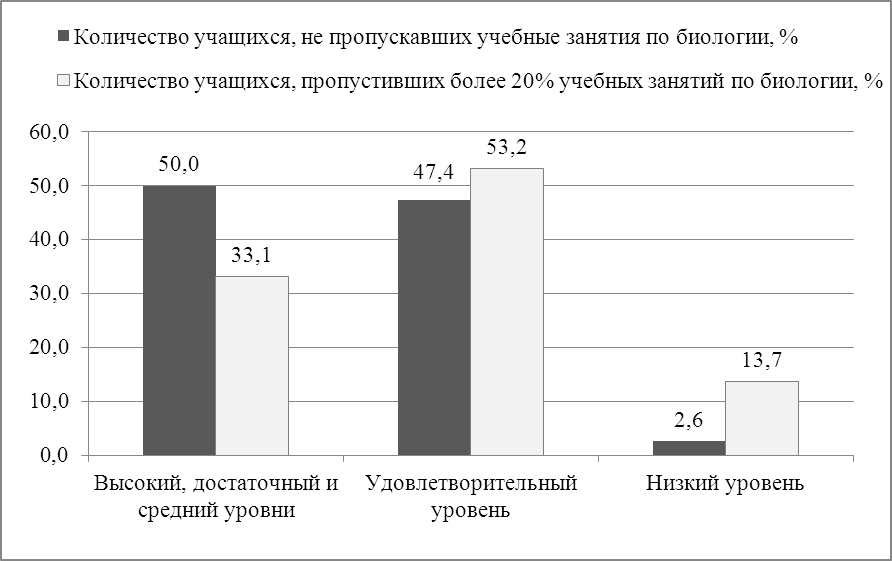 Количество учащихся, не пропускавших учебные занятия по биологии, %
Количество учащихся, пропустивших более 20% учебных занятий по биологии, %
60,0
50,0
40,0
30,0
20,0
10,0
0,0
50,0
33,1
47,4
53,2
2,6
13,7
Высокий, достаточный и
средний уровни
Удовлетворительный
уровень
Низкий уровень